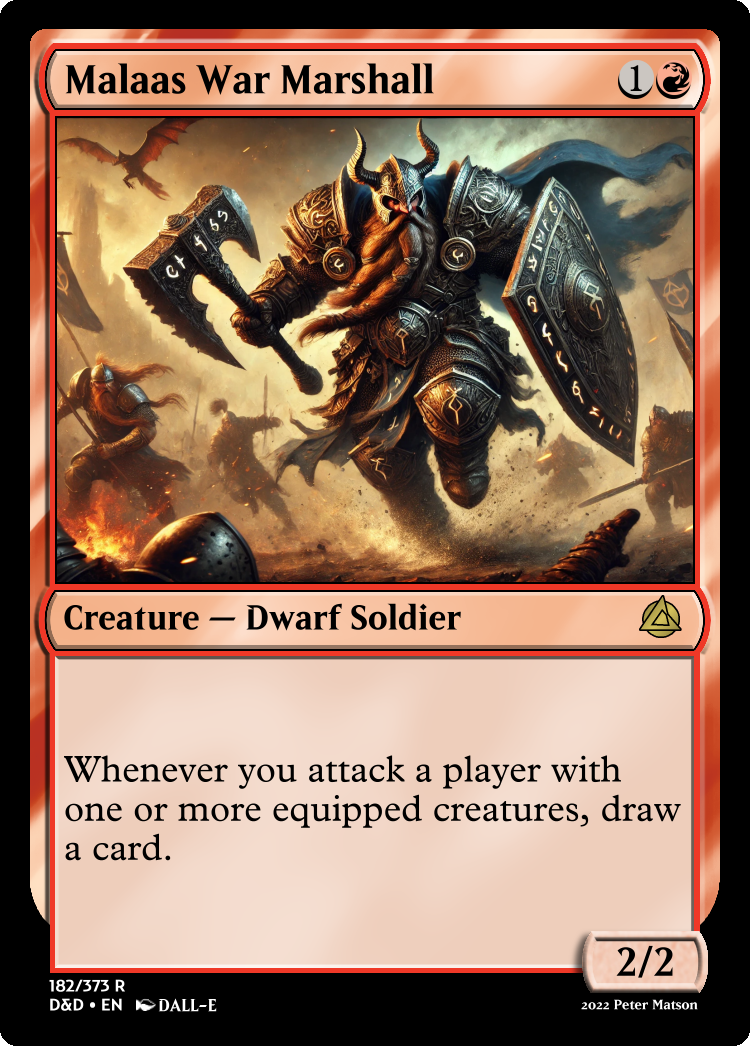 Malaas War Marshall
1
Creature — Dwarf Soldier
Whenever you attack a player with
one or more equipped creatures, draw
a card.
2/2
182/373 R
D&D • EN DALL-E
2022 Peter Matson